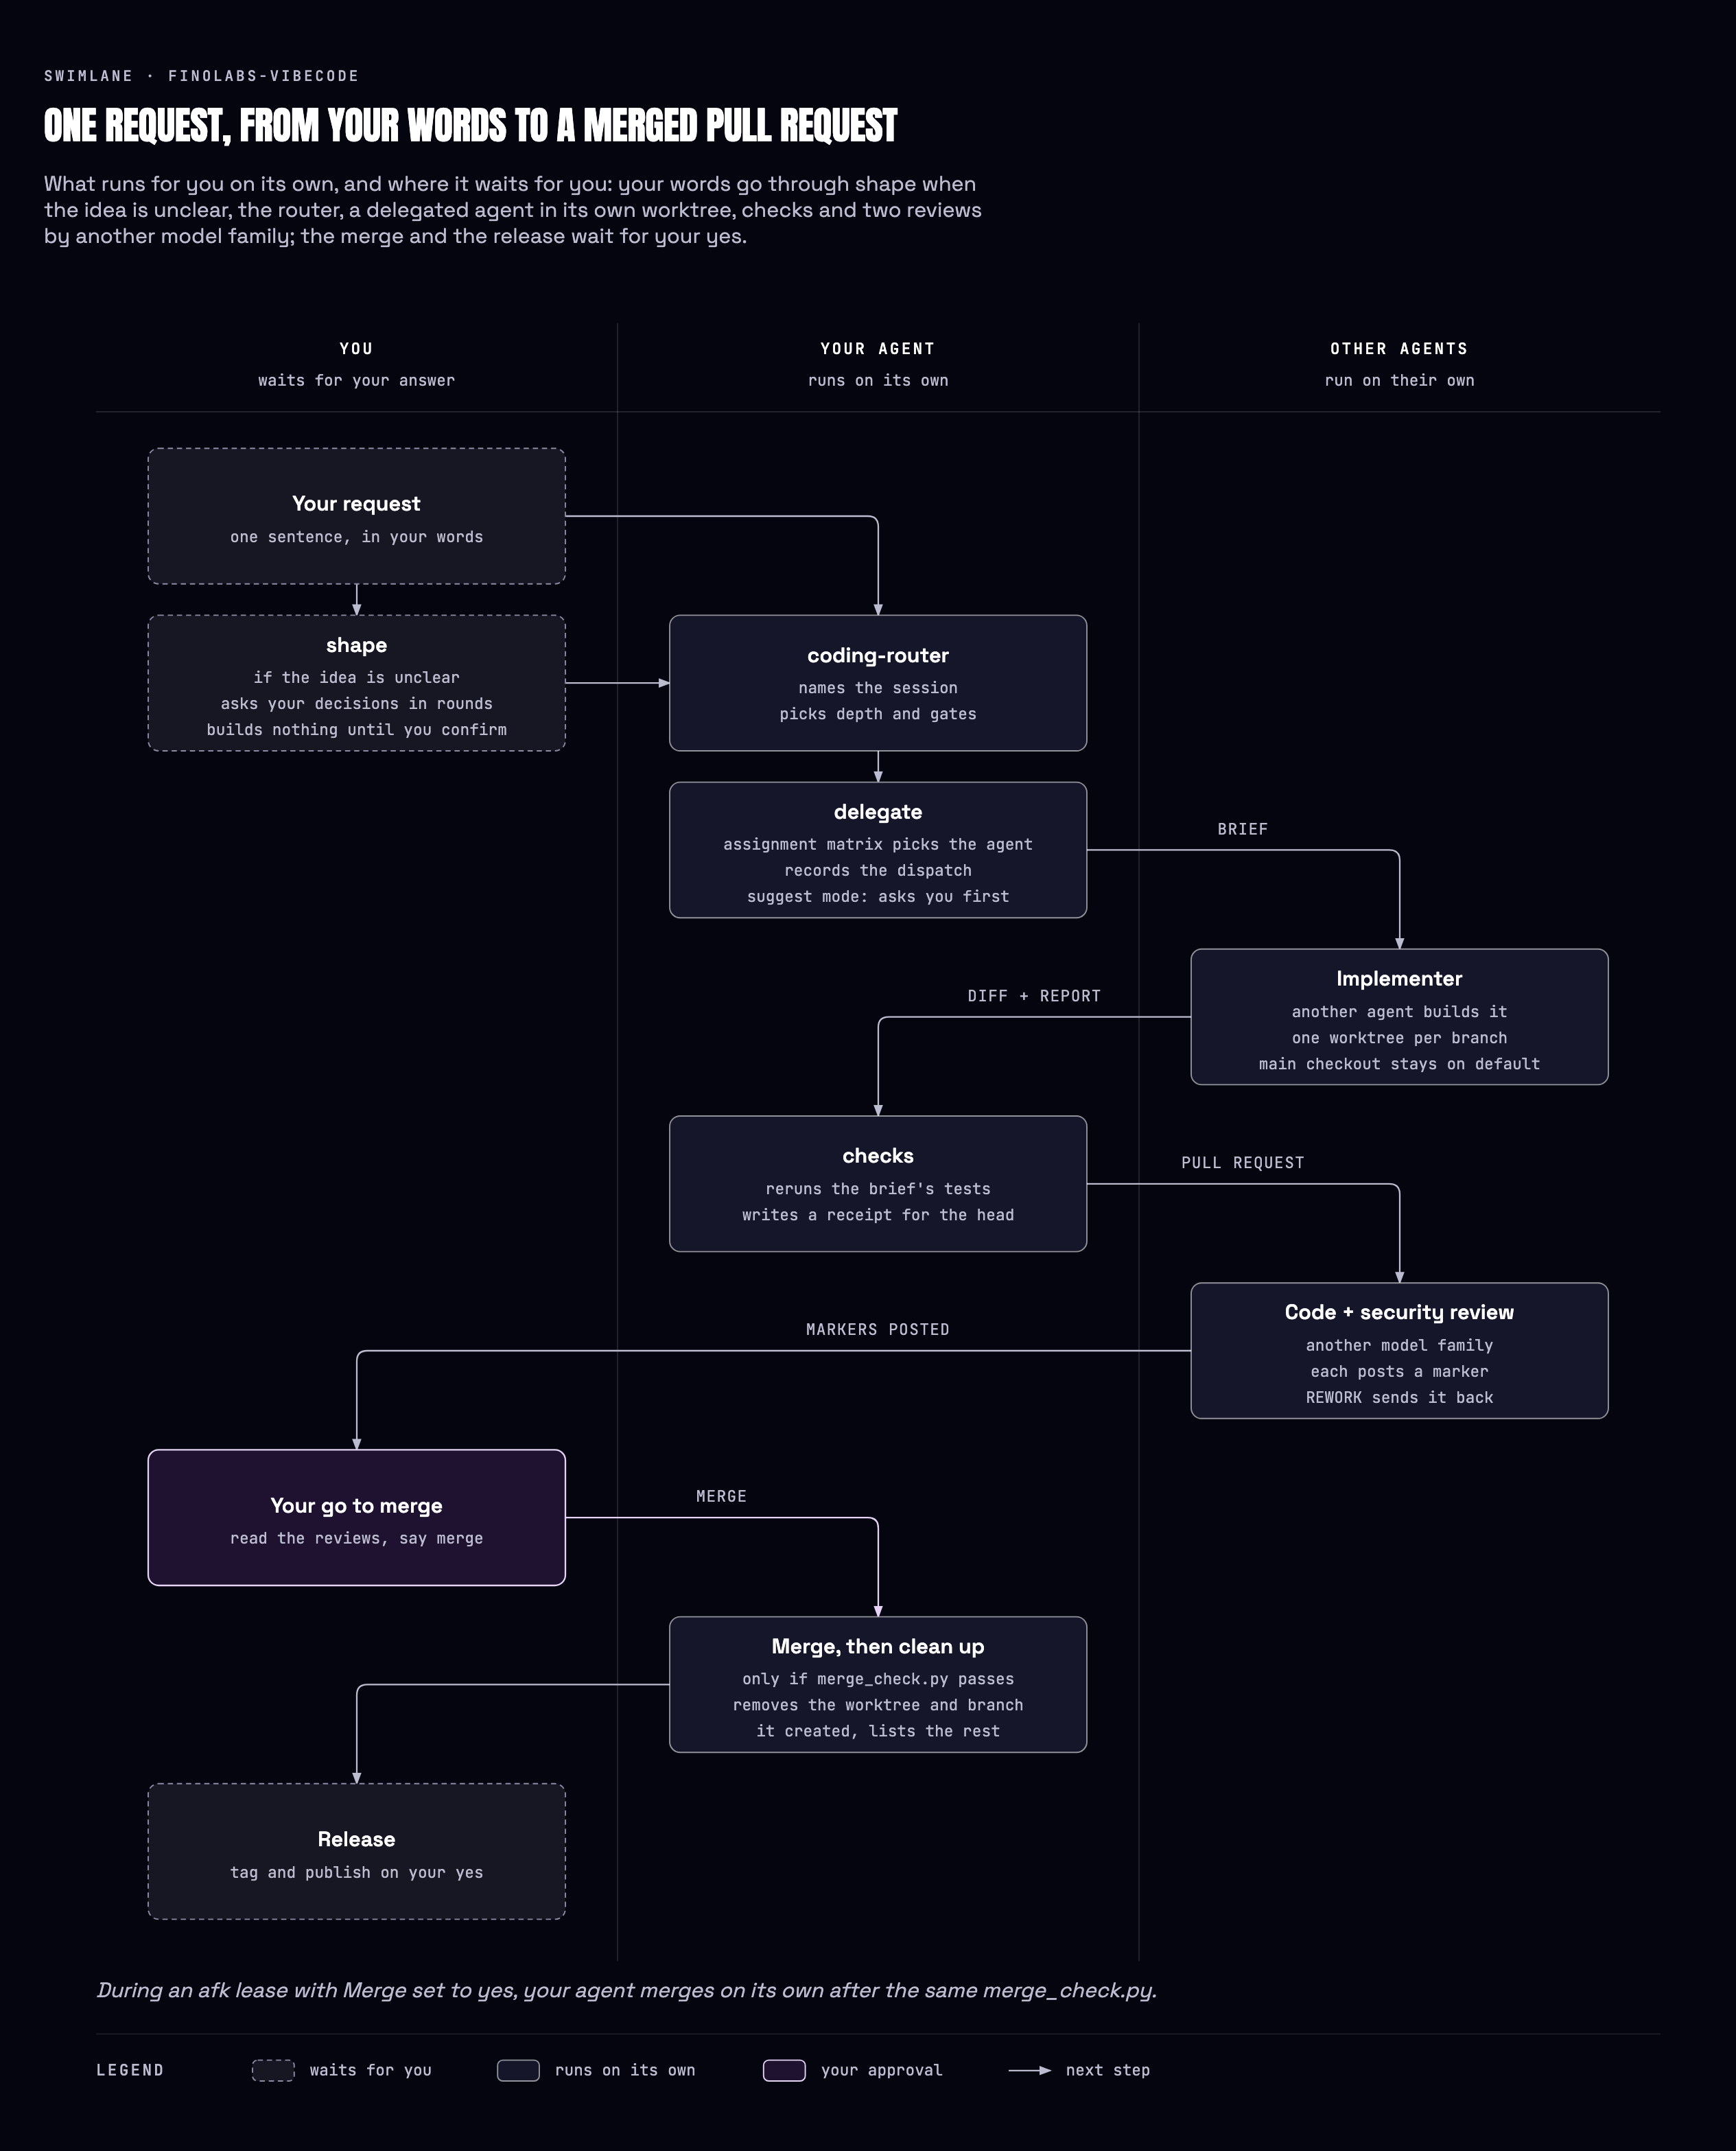 SWIMLANE · FINOLABS-VIBECODE
ONE REQUEST, FROM YOUR WORDS TO A MERGED PULL REQUEST
What runs for you on its own, and where it waits for you: your words go through shape when
the idea is unclear, the router, a delegated agent in its own worktree, checks and two reviews
by another model family; the merge and the release wait for your yes.
YOU
waits for your answer
YOUR AGENT
runs on its own
OTHER AGENTS
run on their own
Your request
one sentence, in your words
shape
if the idea is unclear
asks your decisions in rounds
builds nothing until you confirm
coding-router
names the session
picks depth and gates
delegate
assignment matrix picks the agent
records the dispatch
suggest mode: asks you first
BRIEF
Implementer
another agent builds it
one worktree per branch
main checkout stays on default
DIFF + REPORT
checks
reruns the brief's tests
writes a receipt for the head
PULL REQUEST
Code + security review
another model family
each posts a marker
REWORK sends it back
MARKERS POSTED
Your go to merge
read the reviews, say merge
MERGE
Merge, then clean up
only if merge_check.py passes
removes the worktree and branch
it created, lists the rest
Release
tag and publish on your yes
During an afk lease with Merge set to yes, your agent merges on its own after the same merge_check.py.
LEGEND
waits for you
runs on its own
your approval
next step